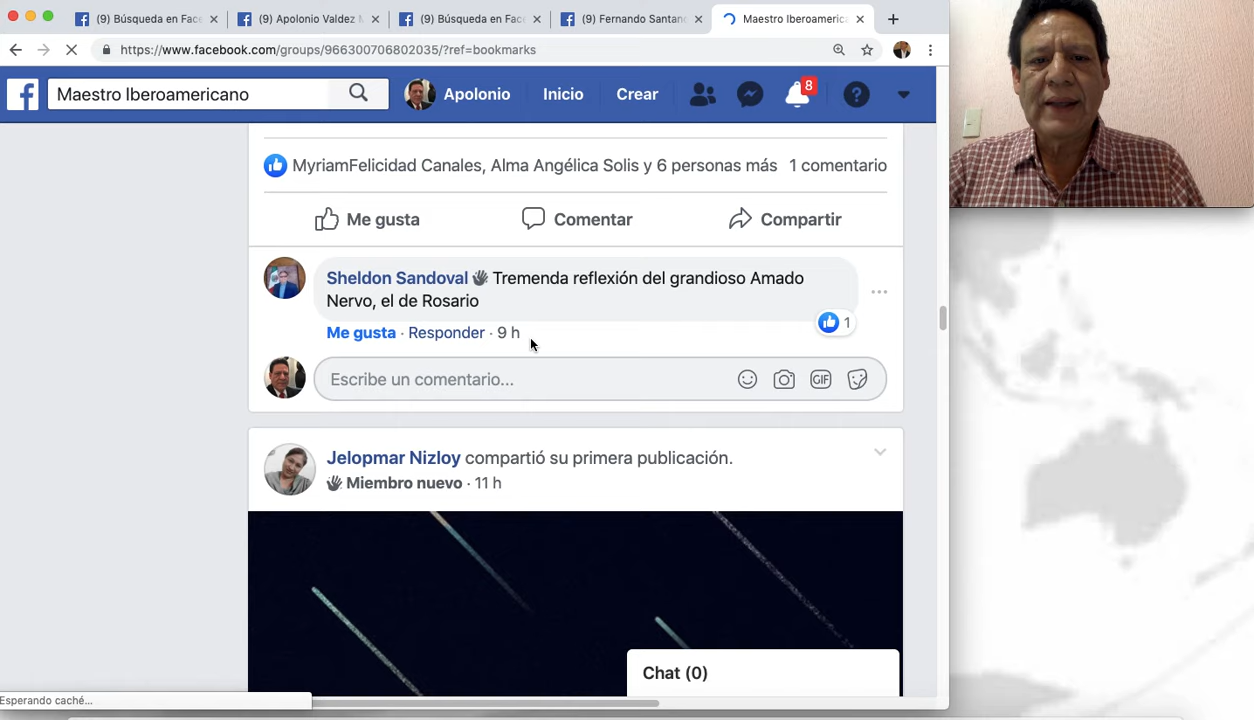 (9) Búsqueda en Fac
(9) Apolonio Valdez
(9) Búsqueda en Fac
(9) Fernando Santan
Maestro Iberoameric
https://www.facebook.com/groups/966300706802035/?ref=bookmarks
Maestro Iberoamericano
Apolonio
Inicio
Crear
8
MyriamFelicidad Canales, Alma Angélica Solis y 6 personas más 1 comentario
Me gusta
Comentar
Compartir
Sheldon Sandoval Tremenda reflexión del grandioso Amado
Nervo, el de Rosario
1
Me gusta · Responder · 9 h
Escribe un comentario...
GIF
Jelopmar Nizloy compartió su primera publicación.
Miembro nuevo · 11 h
Chat (0)
Esperando caché...